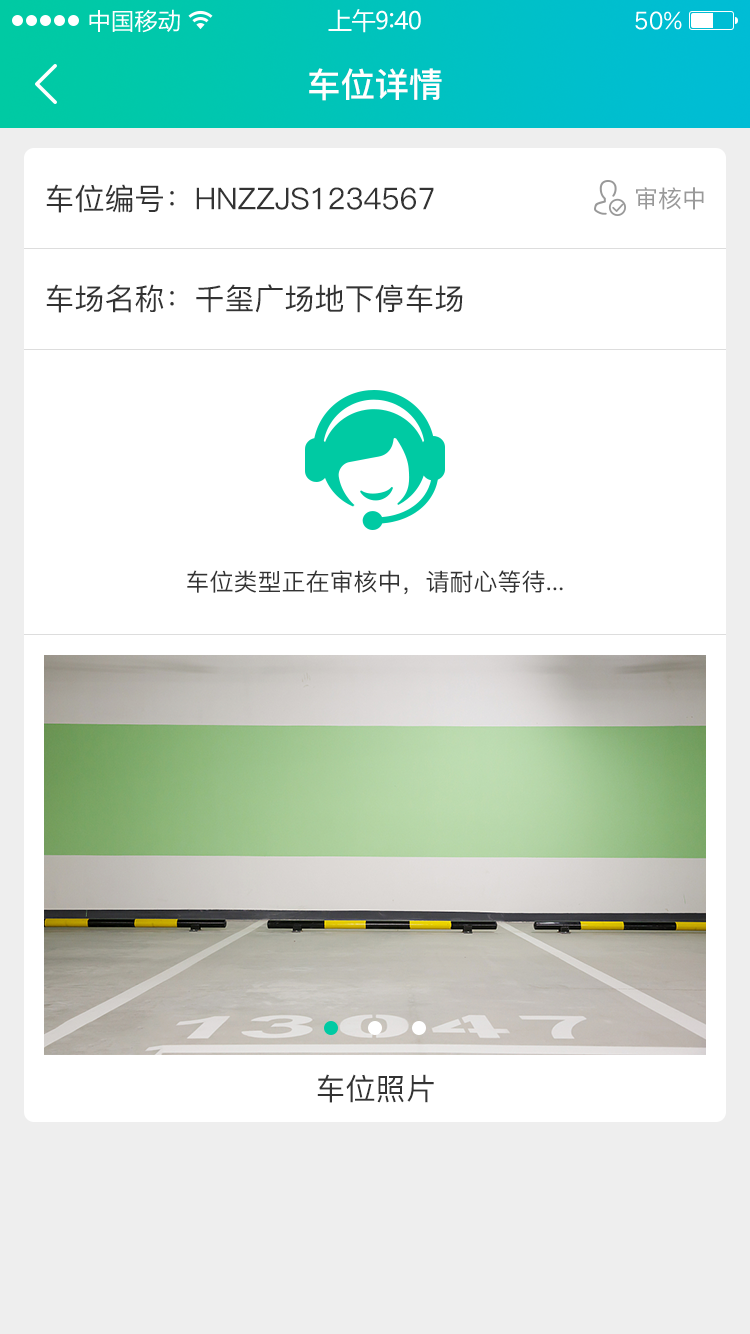 中国移动 上午9:40 50%
车位详情
车位编号：HNZZJS1234567 审核中
车场名称：千玺广场地下停车场
车位类型正在审核中，请耐心等待...
13047
车位照片